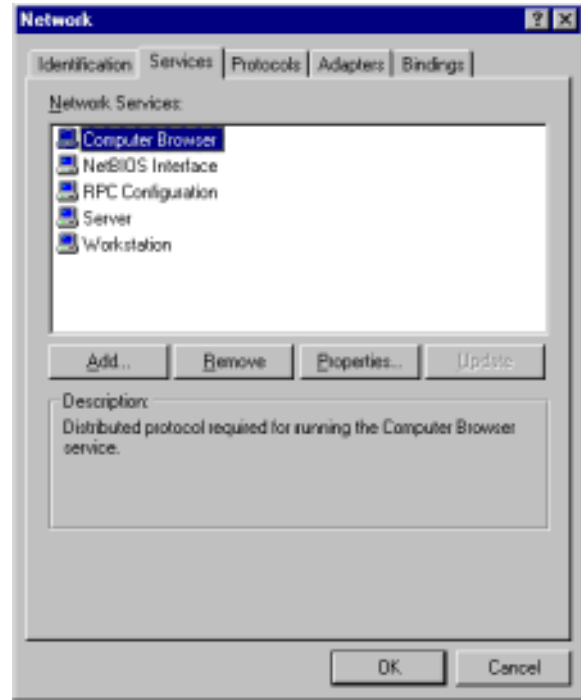 Network
Identification Services Protocols Adapters Bindings
Network Services:
Computer Browser
NetBIOS Interface
RPC Configuration
Server
Workstation
Add... Remove Properties... Update
Description:
Distributed protocol required for running the Computer Browser
service.
OK Cancel